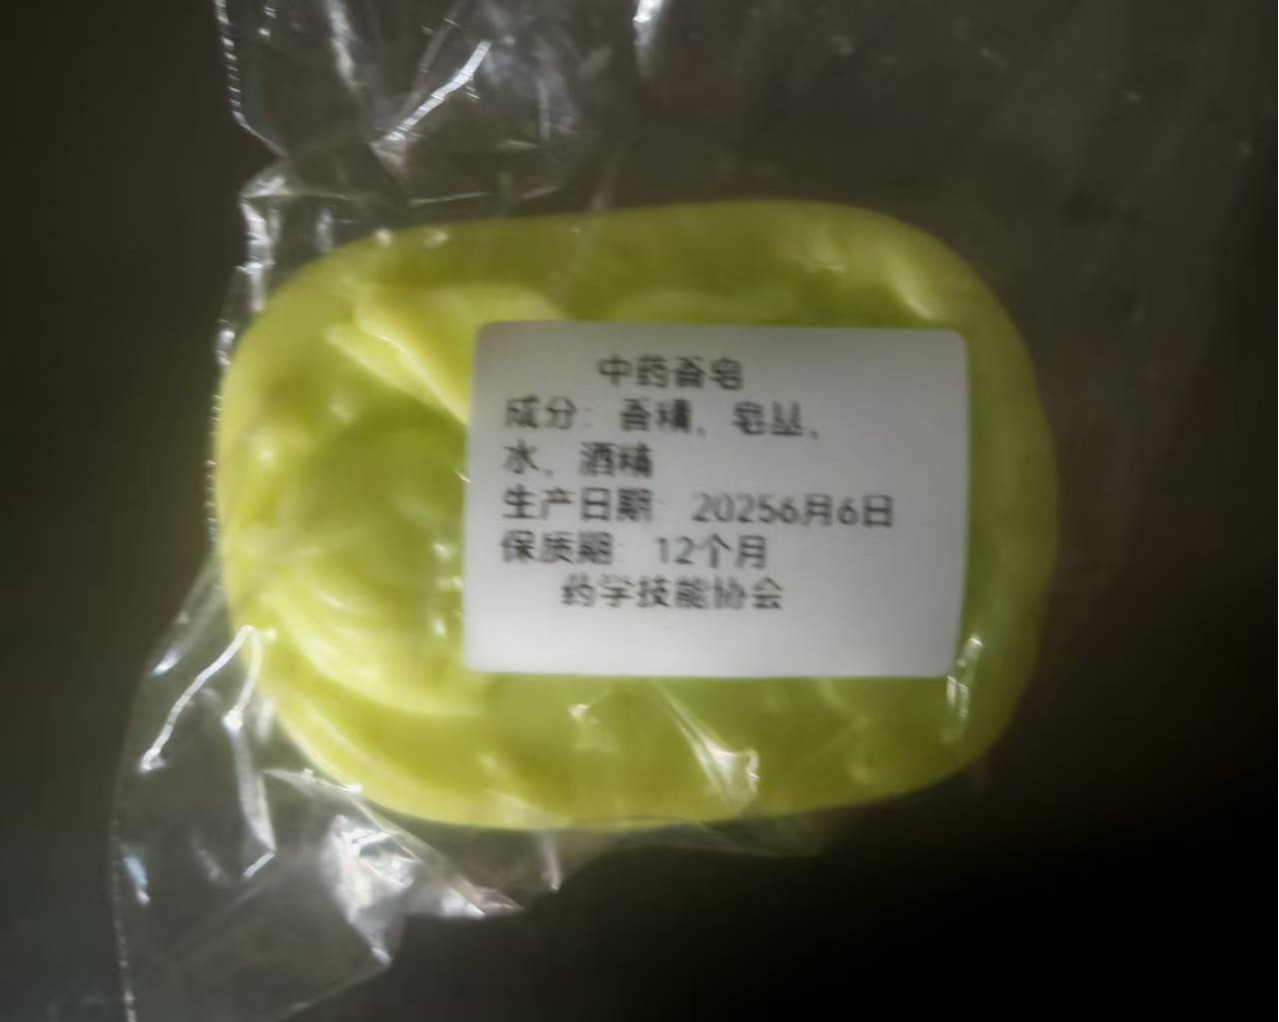 中药香皂
成分：香精，皂丛，
水，酒精
生产日期：20256月6日
保质期：12个月
药学技能协会